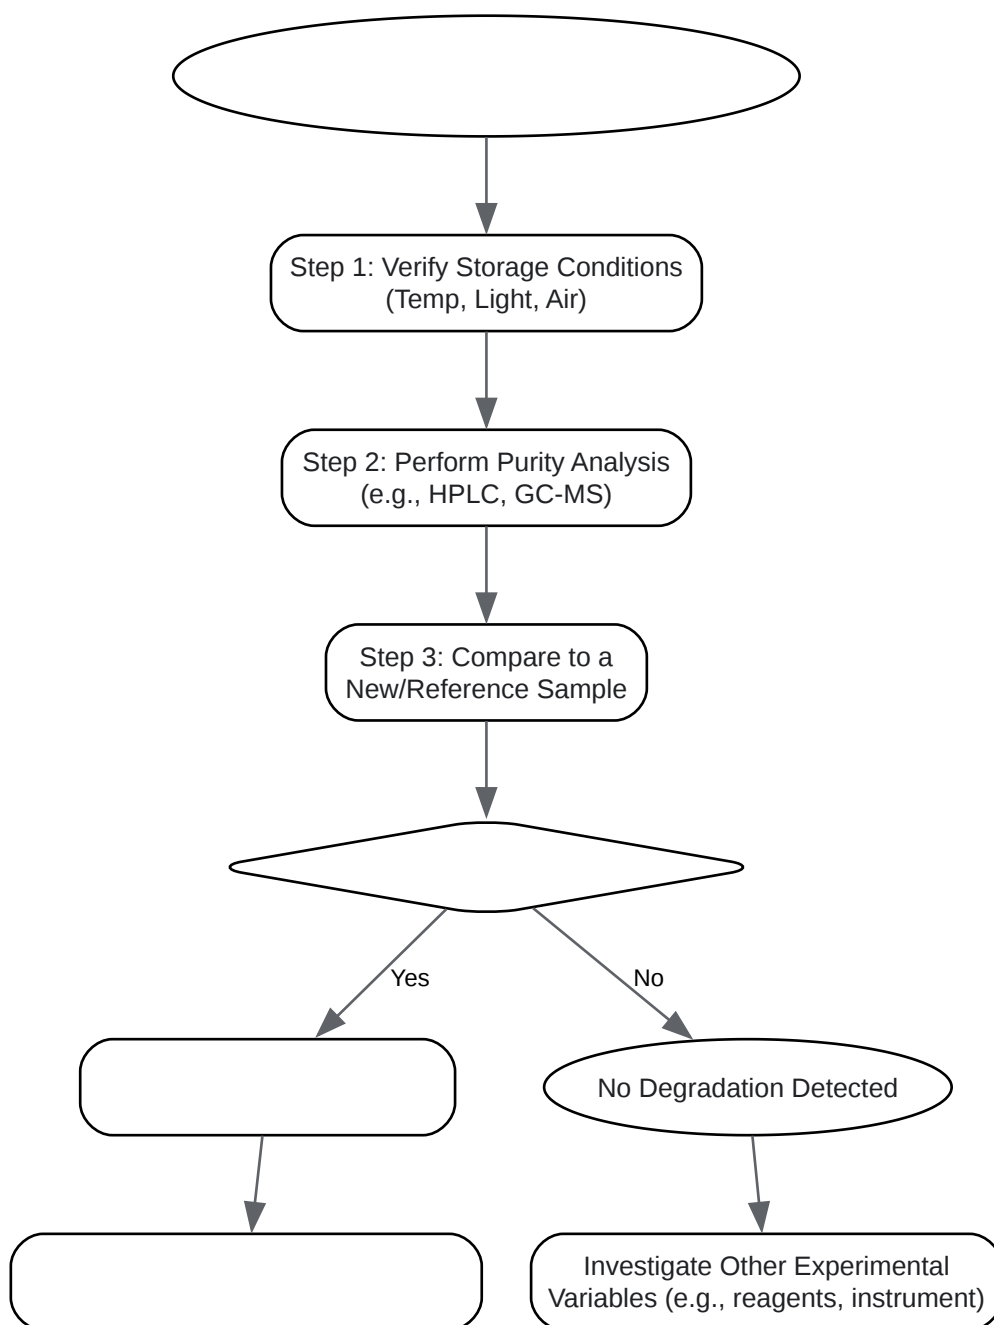 Step 1: Verify Storage Conditions
(Temp, Light, Air)
Step 2: Perform Purity Analysis
(e.g., HPLC, GC-MS)
Step 3: Compare to a
New/Reference Sample
Yes
No
No Degradation Detected
Investigate Other Experimental
Variables (e.g., reagents, instrument)